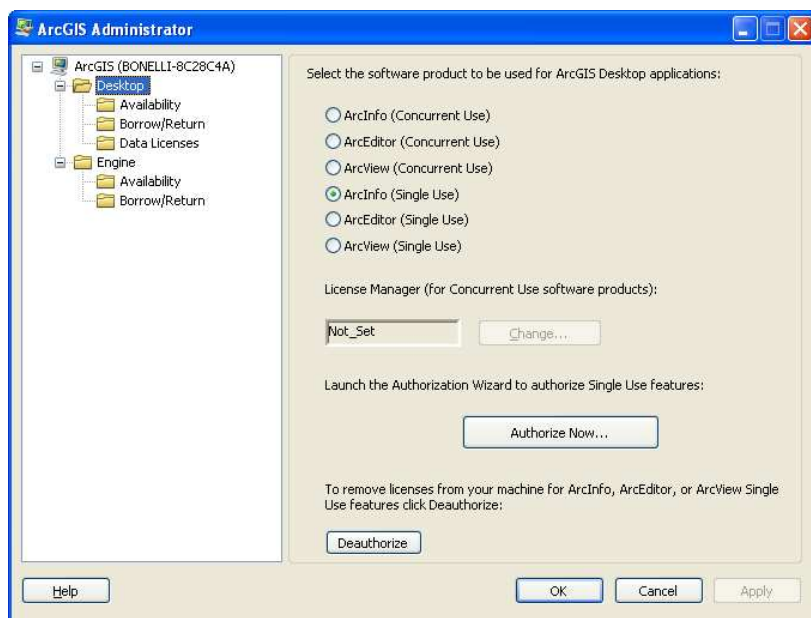 ArcGIS Administrator
ArcGIS (BONELLI-8C28C4A)
Desktop
Availability
Borrow/Return
Data Licenses
Engine
Availability
Borrow/Return
Select the software product to be used for ArcGIS Desktop applications:
ArcInfo (Concurrent Use)
ArcEditor (Concurrent Use)
ArcView (Concurrent Use)
ArcInfo (Single Use)
ArcEditor (Single Use)
ArcView (Single Use)
License Manager (for Concurrent Use software products):
Not_Set
Change...
Launch the Authorization Wizard to authorize Single Use features:
Authorize Now...
To remove licenses from your machine for ArcInfo, ArcEditor, or ArcView Single
Use features click Deauthorize:
Deauthorize
Help
OK
Cancel
Apply